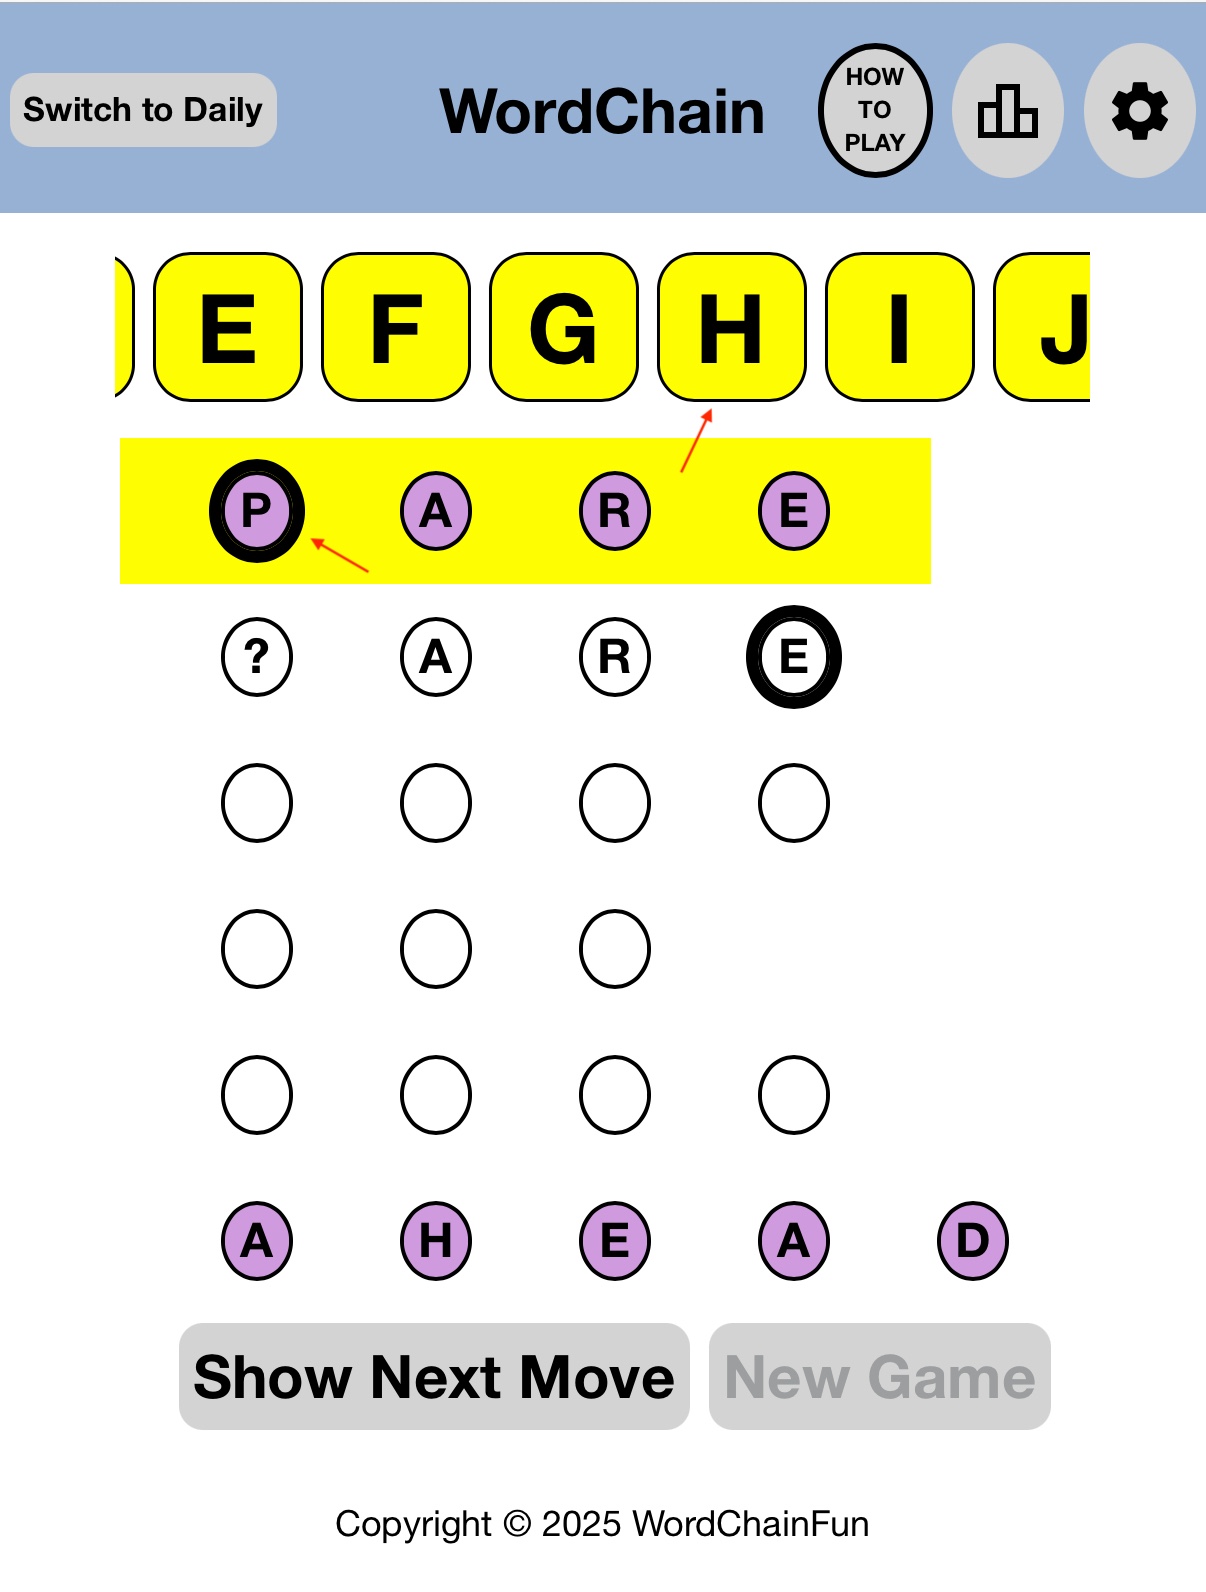 Switch to Daily
WordChain
HOW
TO
PLAY
E F G H I J
P A R E
? A R E
A H E A D
Show Next Move
New Game
Copyright © 2025 WordChainFun